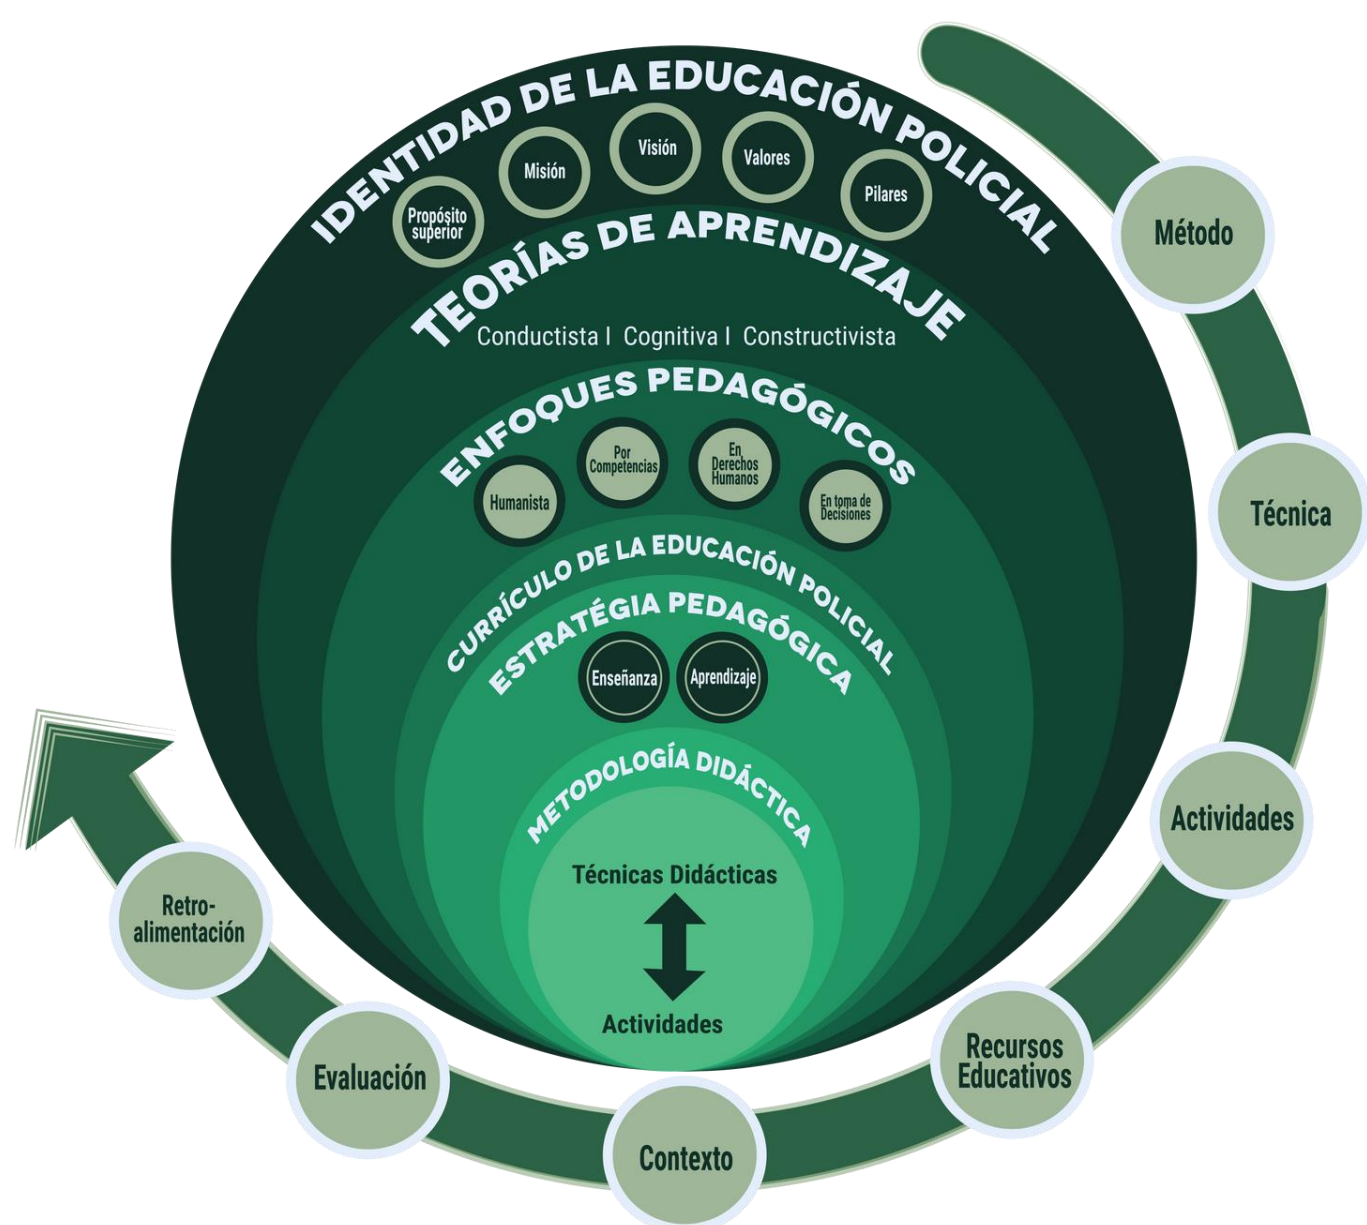 IDENTIDAD DE LA EDUCACIÓN POLICIAL
Propósito
superior
Misión
Visión
Valores
Pilares
TEORÍAS DE APRENDIZAJE
Conductista I Cognitiva I Constructivista
ENFOQUES PEDAGÓGICOS
Humanista
Por
Competencias
En
Derechos
Humanos
En toma de
Decisiones
CURRÍCULO DE LA EDUCACIÓN POLICIAL
ESTRATÉGIA PEDAGÓGICA
Enseñanza
Aprendizaje
METODOLOGÍA DIDÁCTICA
Técnicas Didácticas
Actividades
Método
Técnica
Actividades
Recursos
Educativos
Contexto
Evaluación
Retro-
alimentación